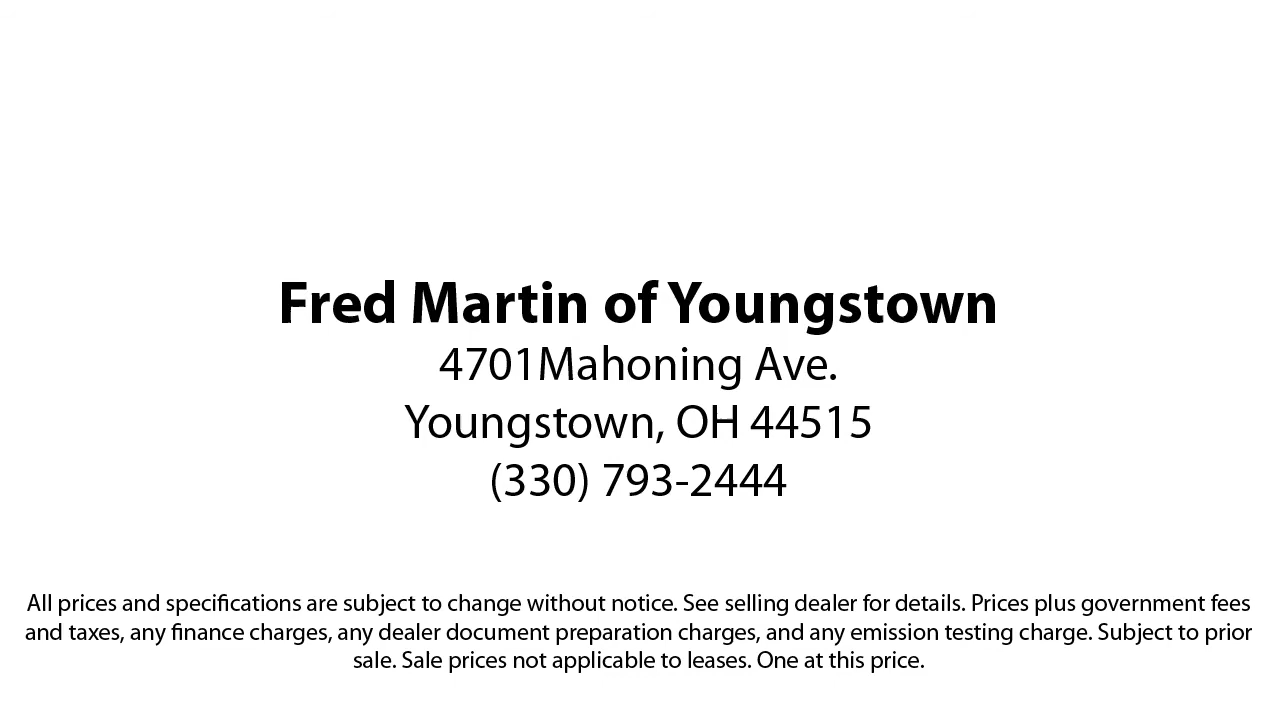 Fred Martin of Youngstown
4701Mahoning Ave.
Youngstown, OH 44515
(330) 793-2444
All prices and specifications are subject to change without notice. See selling dealer for details. Prices plus government fees
and taxes, any finance charges, any dealer document preparation charges, and any emission testing charge. Subject to prior
sale. Sale prices not applicable to leases. One at this price.